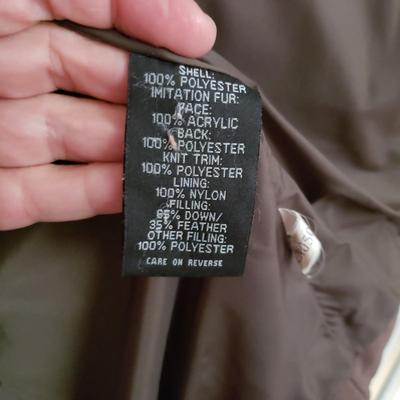 SHELL:
100% POLYESTER
IMITATION FUR:
FACE:
100% ACRYLIC
BACK:
100% POLYESTER
KNIT TRIM:
100% POLYESTER
LINING:
100% NYLON
FILLING:
65% DOWN/
35% FEATHER
OTHER FILLING:
100% POLYESTER
CARE ON REVERSE